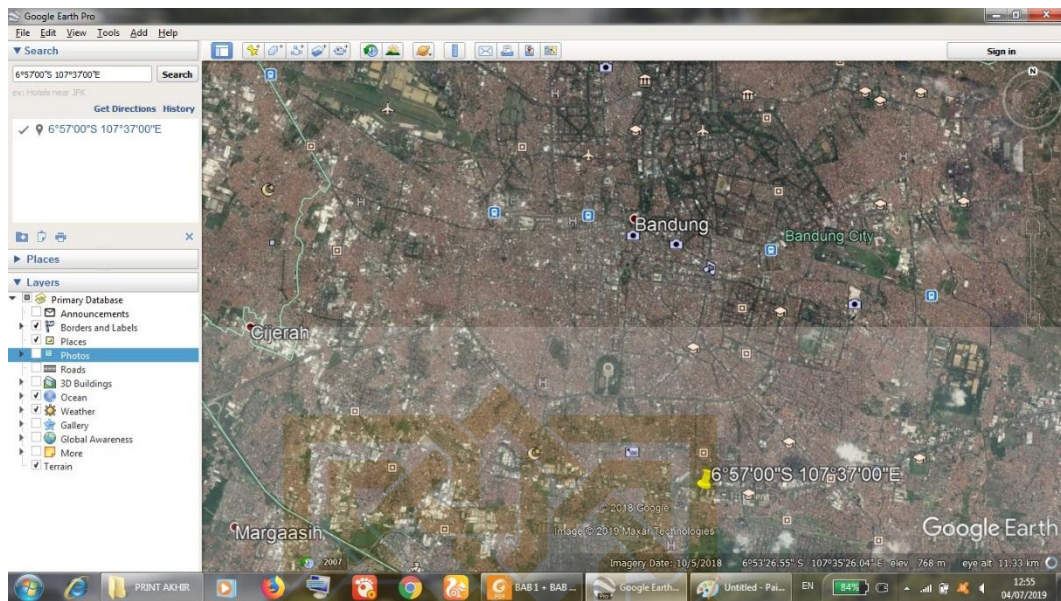 Google Earth Pro
File Edit View Tools Add Help
▼ Search
6°57'00"S 107°37'00"E Search
ex: Hotels near JFK
Get Directions History
6°57'00"S 107°37'00"E
▶ Places
▼ Layers
Primary Database
Announcements
Borders and Labels
Places
Photos
Roads
3D Buildings
Ocean
Weather
Gallery
Global Awareness
More
Terrain
Sign in
N
Bandung
Bandung City
Cijerah
6°57'00"S 107°37'00"E
Margaasih
© 2018 Google
Image © 2019 Maxar Technologies
Google Earth
2007
Imagery Date: 10/5/2018 6°53'26.55" S 107°35'26.04" E elev 768 m eye alt 11.33 km
PRINT AKHIR
BAB 1 + BAB ...
Google Earth...
Untitled - Pai...
EN
84%
12:55
04/07/2019